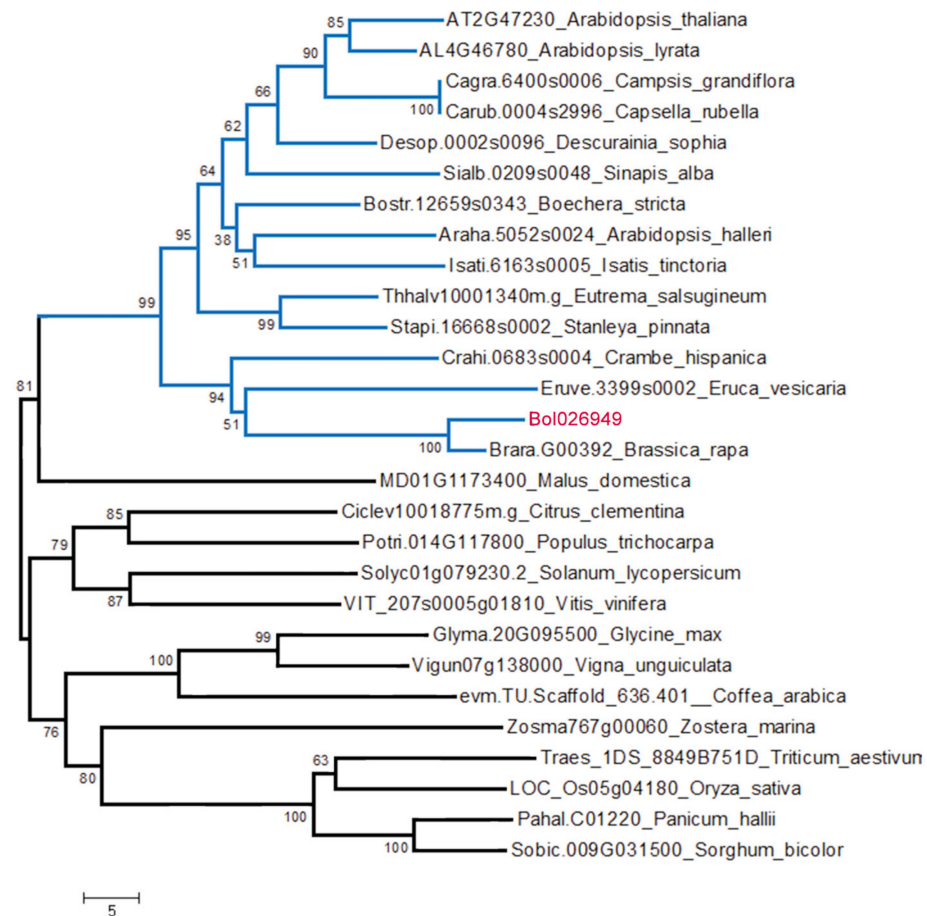 85
AT2G47230_Arabidopsis_thaliana
90
AL4G46780_Arabidopsis_lyrata
Cagra.6400s0006_Campsis_grandiflora
66
100
Carub.0004s2996_Capsella_rubella
62
Desop.0002s0096_Descurainia_sophia
64
Sialb.0209s0048_Sinapis_alba
Bostr.12659s0343_Boechera_stricta
95
38
Araha.5052s0024_Arabidopsis_halleri
51
Isati.6163s0005_Isatis_tinctoria
99
Thhalv10001340m.g_Eutrema_salsugineum
99
Stapi.16668s0002_Stanleya_pinnata
Crahi.0683s0004_Crambe_hispanica
81
94
Eruve.3399s0002_Eruca_vesicaria
51
Bol026949
100
Brara.G00392_Brassica_rapa
MD01G1173400_Malus_domestica
85
Ciclev10018775m.g_Citrus_clementina
79
Potri.014G117800_Populus_trichocarpa
Solyc01g079230.2_Solanum_lycopersicum
87
VIT_207s0005g01810_Vitis_vinifera
99
Glyma.20G095500_Glycine_max
100
Vigun07g138000_Vigna_unguiculata
evm.TU.Scaffold_636.401__Coffea_arabica
76
Zosma767g00060_Zostera_marina
63
Traes_1DS_8849B751D_Triticum_aestivum
80
LOC_Os05g04180_Oryza_sativa
100
Pahal.C01220_Panicum_hallii
100
Sobic.009G031500_Sorghum_bicolor
5